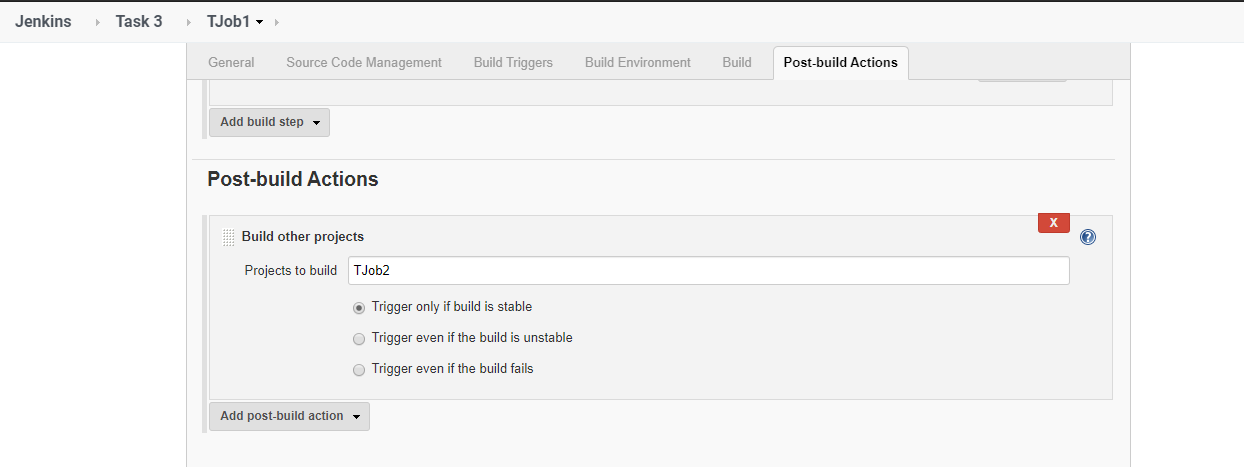 Jenkins Task 3 TJob1
General Source Code Management Build Triggers Build Environment Build Post-build Actions
Add build step
Post-build Actions
X
Build other projects
?
Projects to build TJob2
Trigger only if build is stable
Trigger even if the build is unstable
Trigger even if the build fails
Add post-build action